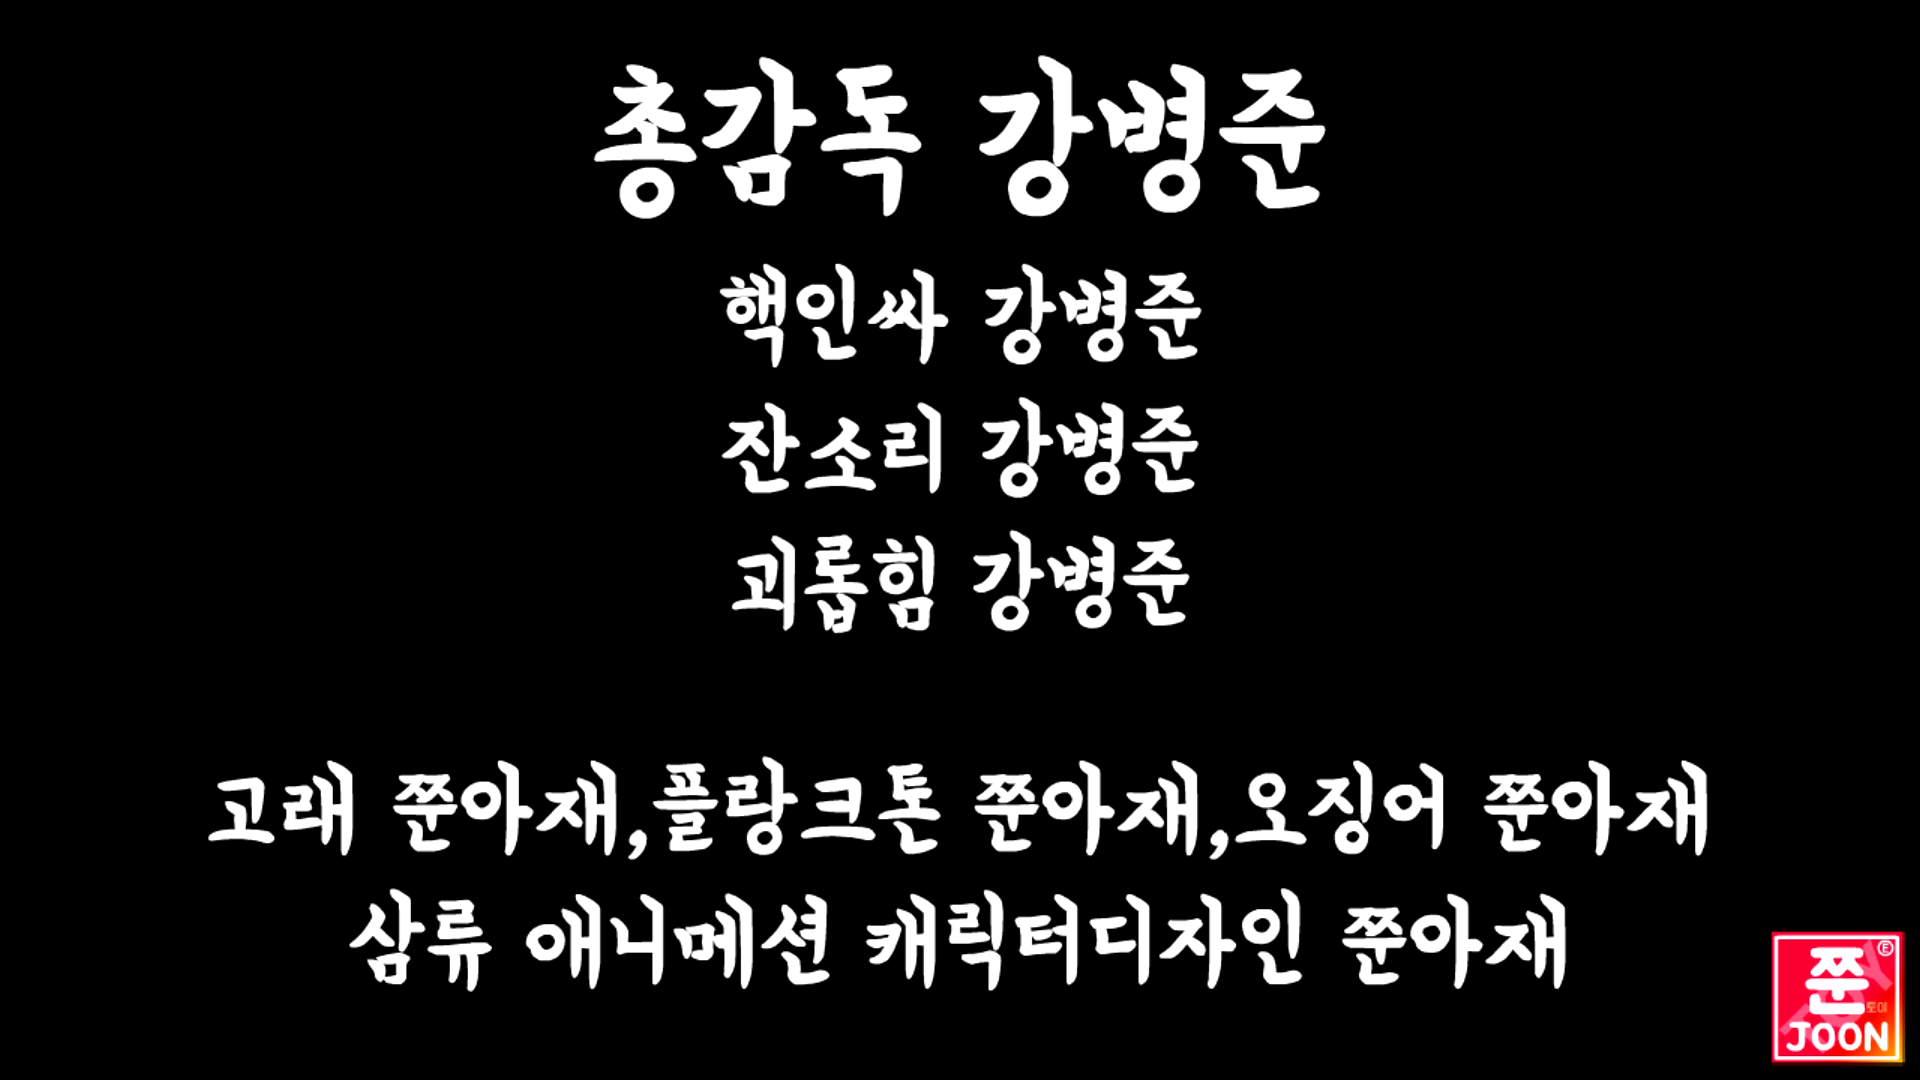 총감독 강병준
핵인싸 강병준
잔소리 강병준
괴롭힘 강병준
고래 쭌아재,플랑크톤 쭌아재,오징어 쭌아재
삼류 애니메션 캐릭터디자인 쭌아재
쭌 Ⓔ
토이
TOY
JOON